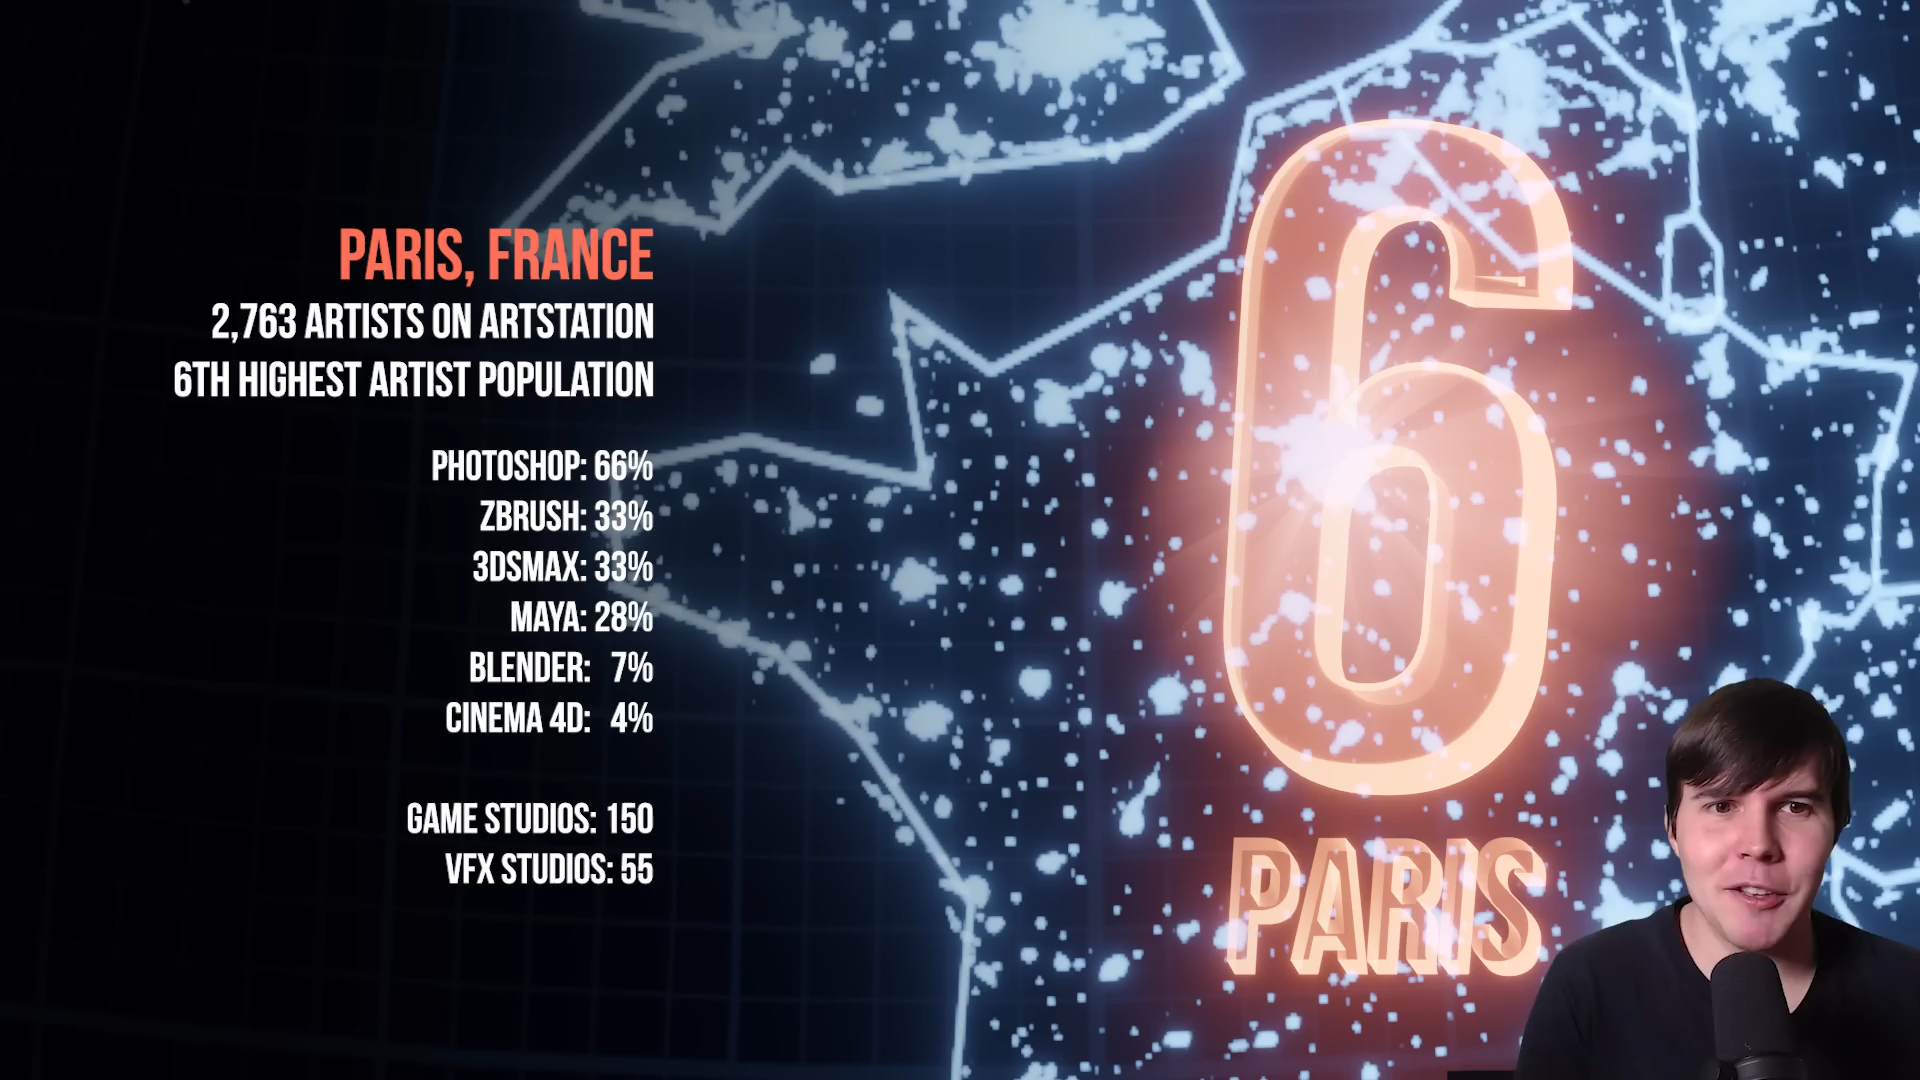 PARIS, FRANCE
2,763 ARTISTS ON ARTSTATION
6TH HIGHEST ARTIST POPULATION
PHOTOSHOP: 66%
ZBRUSH: 33%
3DSMAX: 33%
MAYA: 28%
BLENDER: 7%
CINEMA 4D: 4%
GAME STUDIOS: 150
VFX STUDIOS: 55
6
PARIS